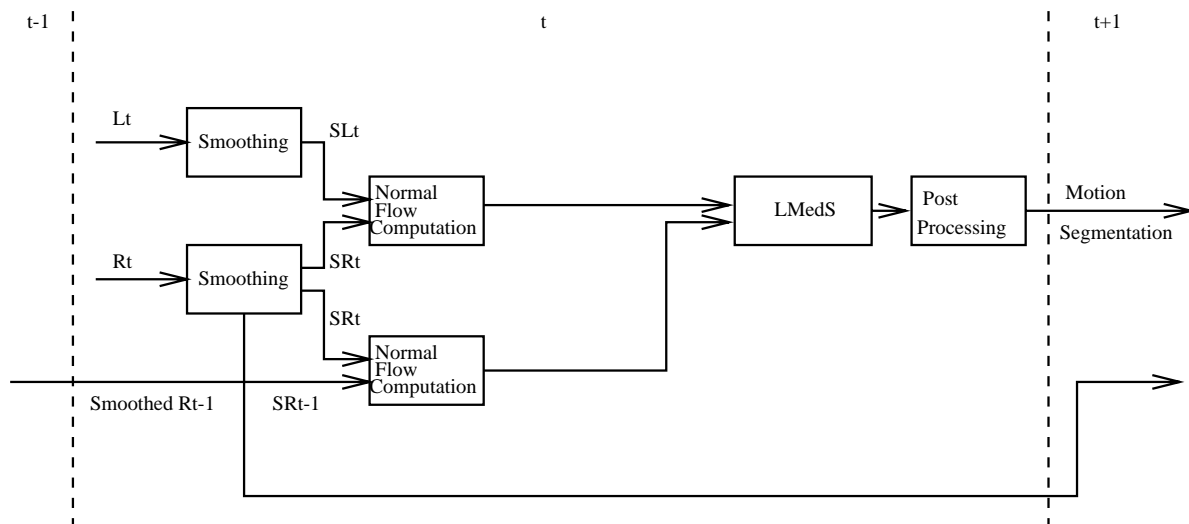 t-1
t
t+1
Lt
Smoothing
SLt
Normal
Flow
Computation
LMedS
Post
Processing
Motion
Segmentation
Rt
Smoothing
SRt
SRt
Normal
Flow
Computation
Smoothed Rt-1
SRt-1